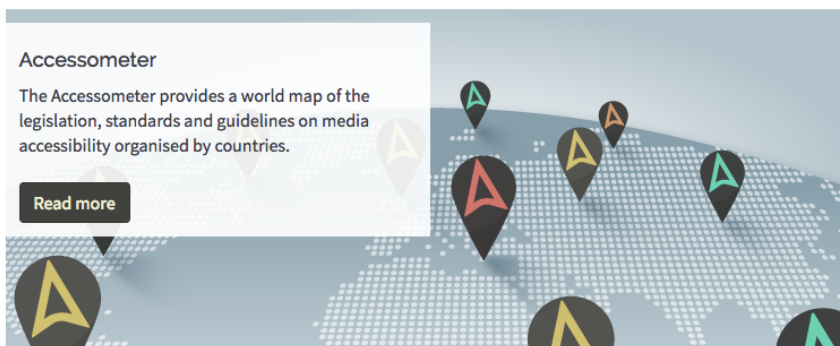 Accessometer
The Accessometer provides a world map of the
legislation, standards and guidelines on media
accessibility organised by countries.
Read more